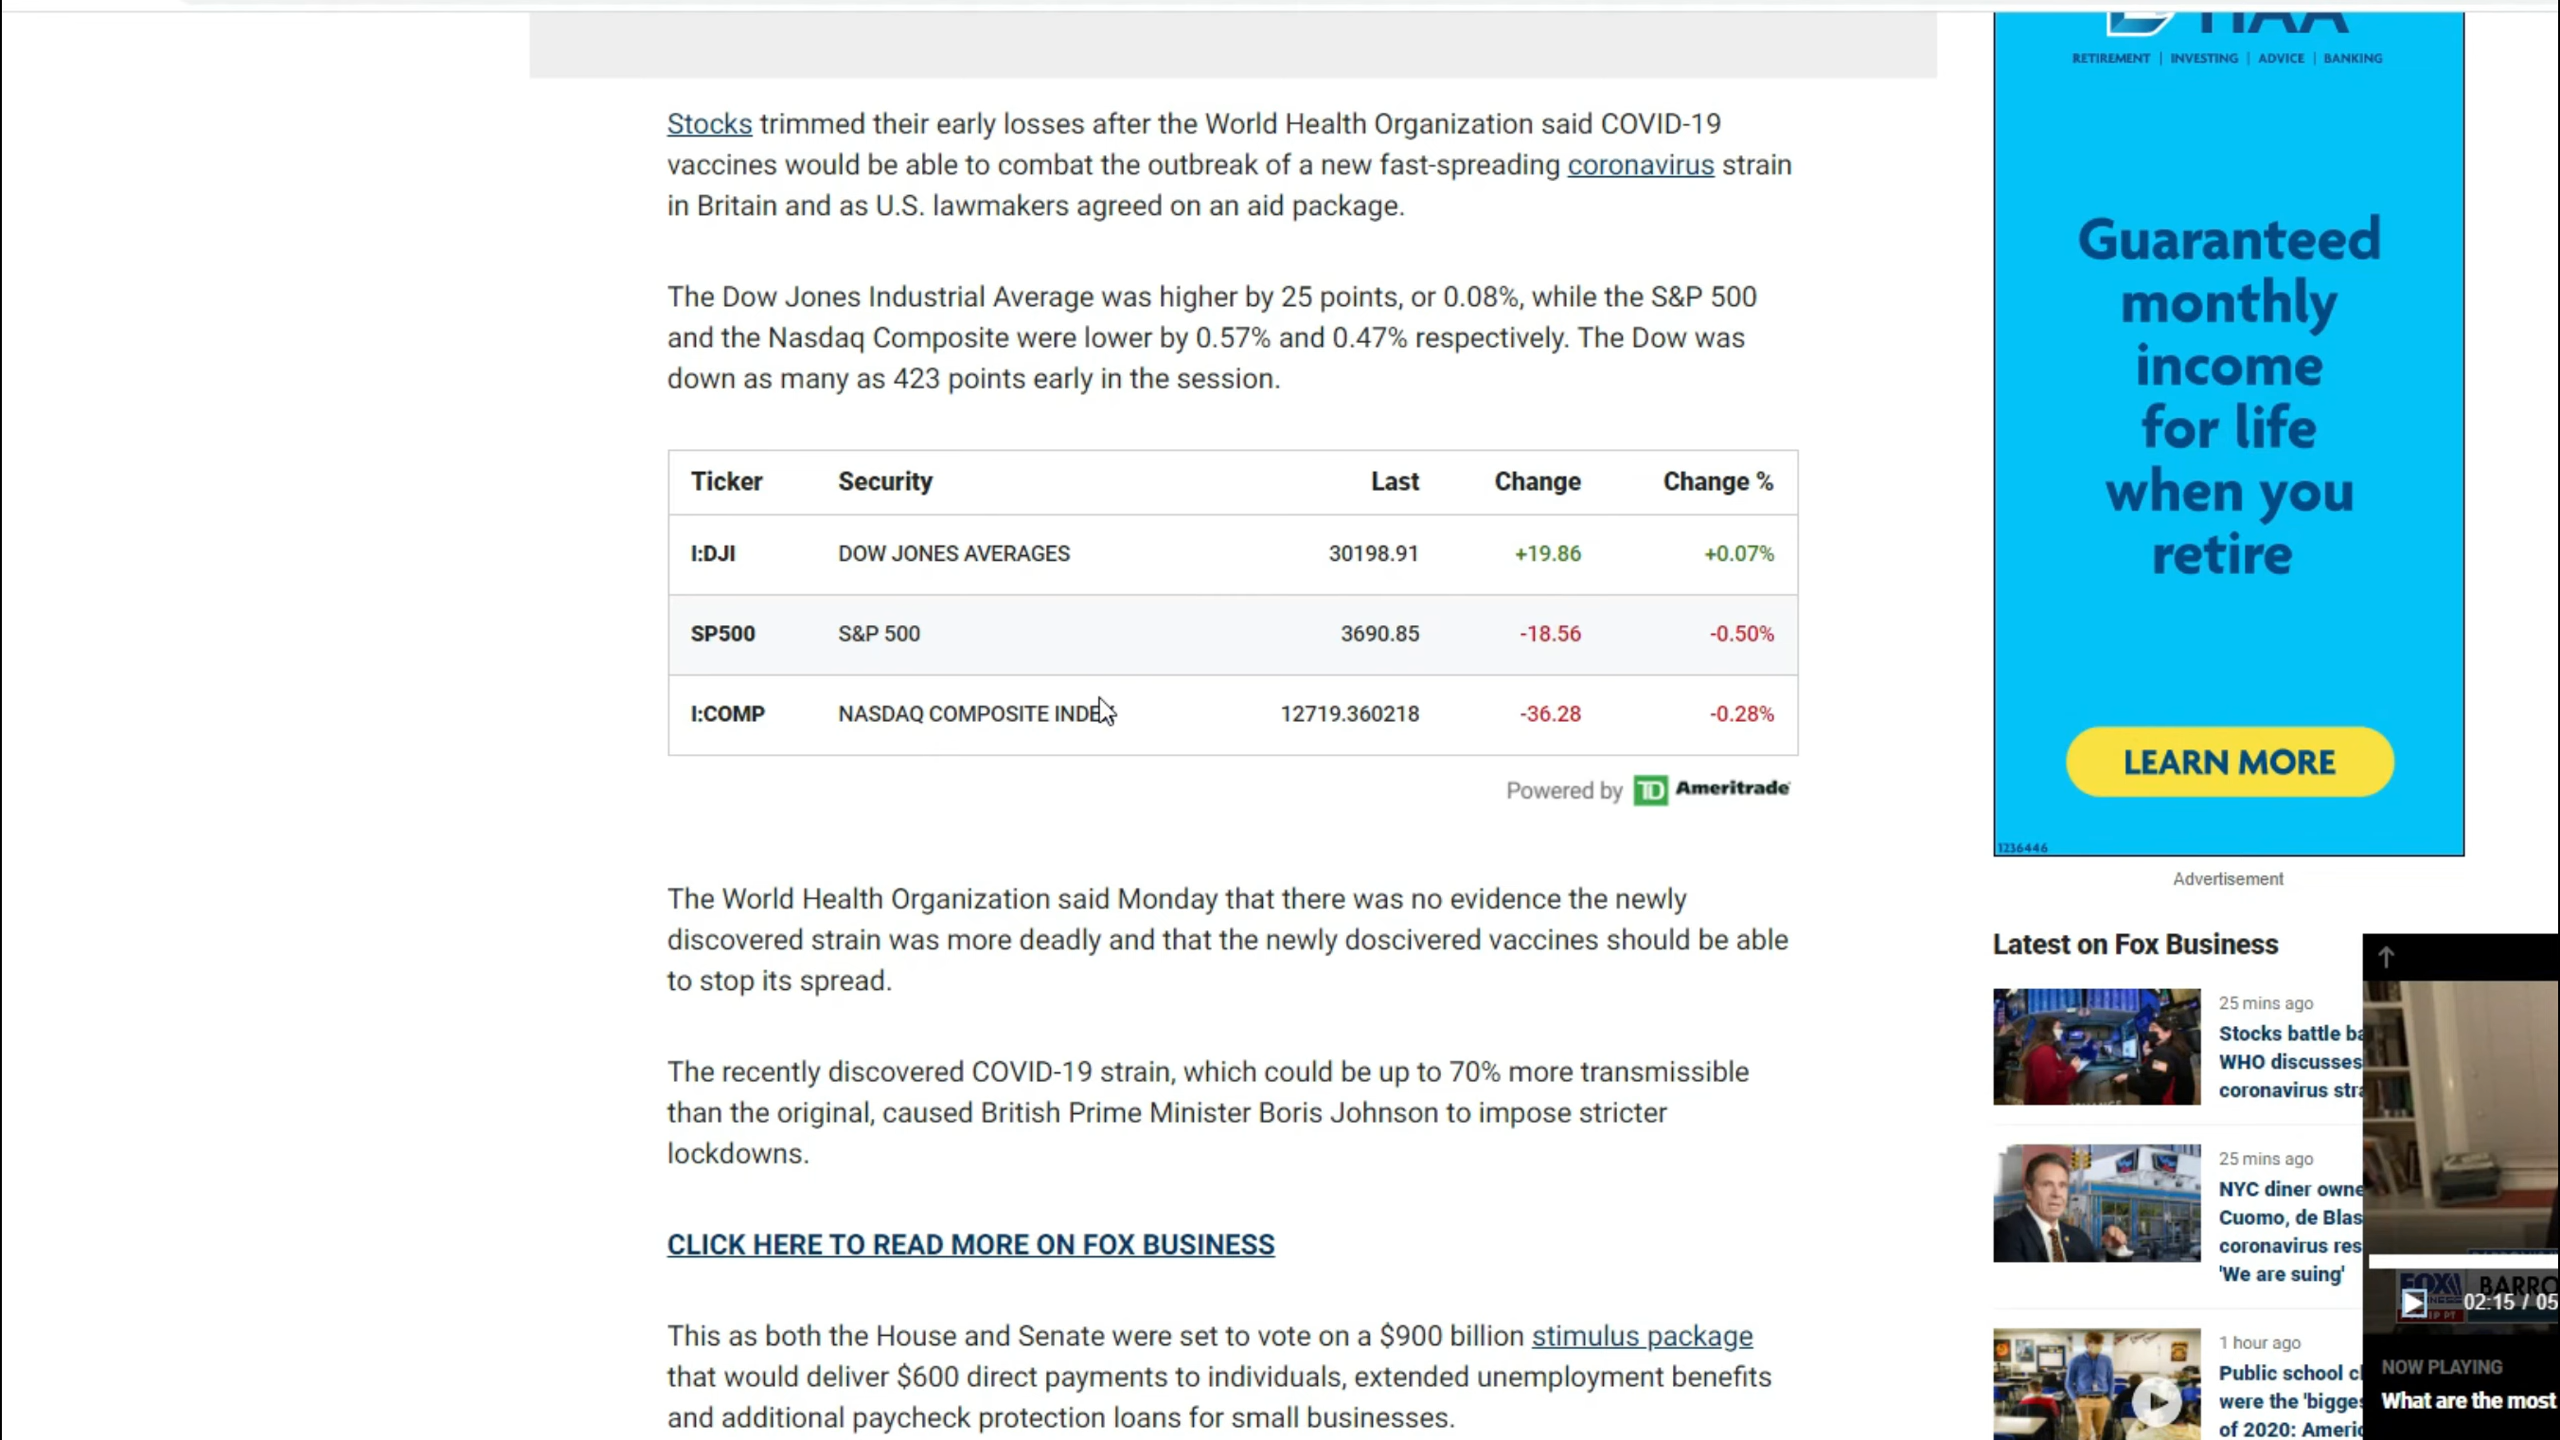 Stocks trimmed their early losses after the World Health Organization said COVID-19
vaccines would be able to combat the outbreak of a new fast-spreading coronavirus strain
in Britain and as U.S. lawmakers agreed on an aid package.
The Dow Jones Industrial Average was higher by 25 points, or 0.08%, while the S&P 500
and the Nasdaq Composite were lower by 0.57% and 0.47% respectively. The Dow was
down as many as 423 points early in the session.
Ticker Security Last Change Change %
I:DJI DOW JONES AVERAGES 30198.91 +19.86 +0.07%
SP500 S&P 500 3690.85 -18.56 -0.50%
I:COMP NASDAQ COMPOSITE INDEX 12719.360218 -36.28 -0.28%
Powered by TD Ameritrade
The World Health Organization said Monday that there was no evidence the newly
discovered strain was more deadly and that the newly doscivered vaccines should be able
to stop its spread.
The recently discovered COVID-19 strain, which could be up to 70% more transmissible
than the original, caused British Prime Minister Boris Johnson to impose stricter
lockdowns.
CLICK HERE TO READ MORE ON FOX BUSINESS
This as both the House and Senate were set to vote on a $900 billion stimulus package
that would deliver $600 direct payments to individuals, extended unemployment benefits
and additional paycheck protection loans for small businesses.
RETIREMENT | INVESTING | ADVICE | BANKING
Guaranteed
monthly
income
for life
when you
retire
LEARN MORE
1236446
Advertisement
Latest on Fox Business
25 mins ago
Stocks battle ba
WHO discusses
coronavirus stra
25 mins ago
NYC diner owne
Cuomo, de Blas
coronavirus res
'We are suing'
1 hour ago
Public school cl
were the 'bigges
of 2020: Americ
FOX
BARRO
02:15 / 05
NOW PLAYING
What are the most